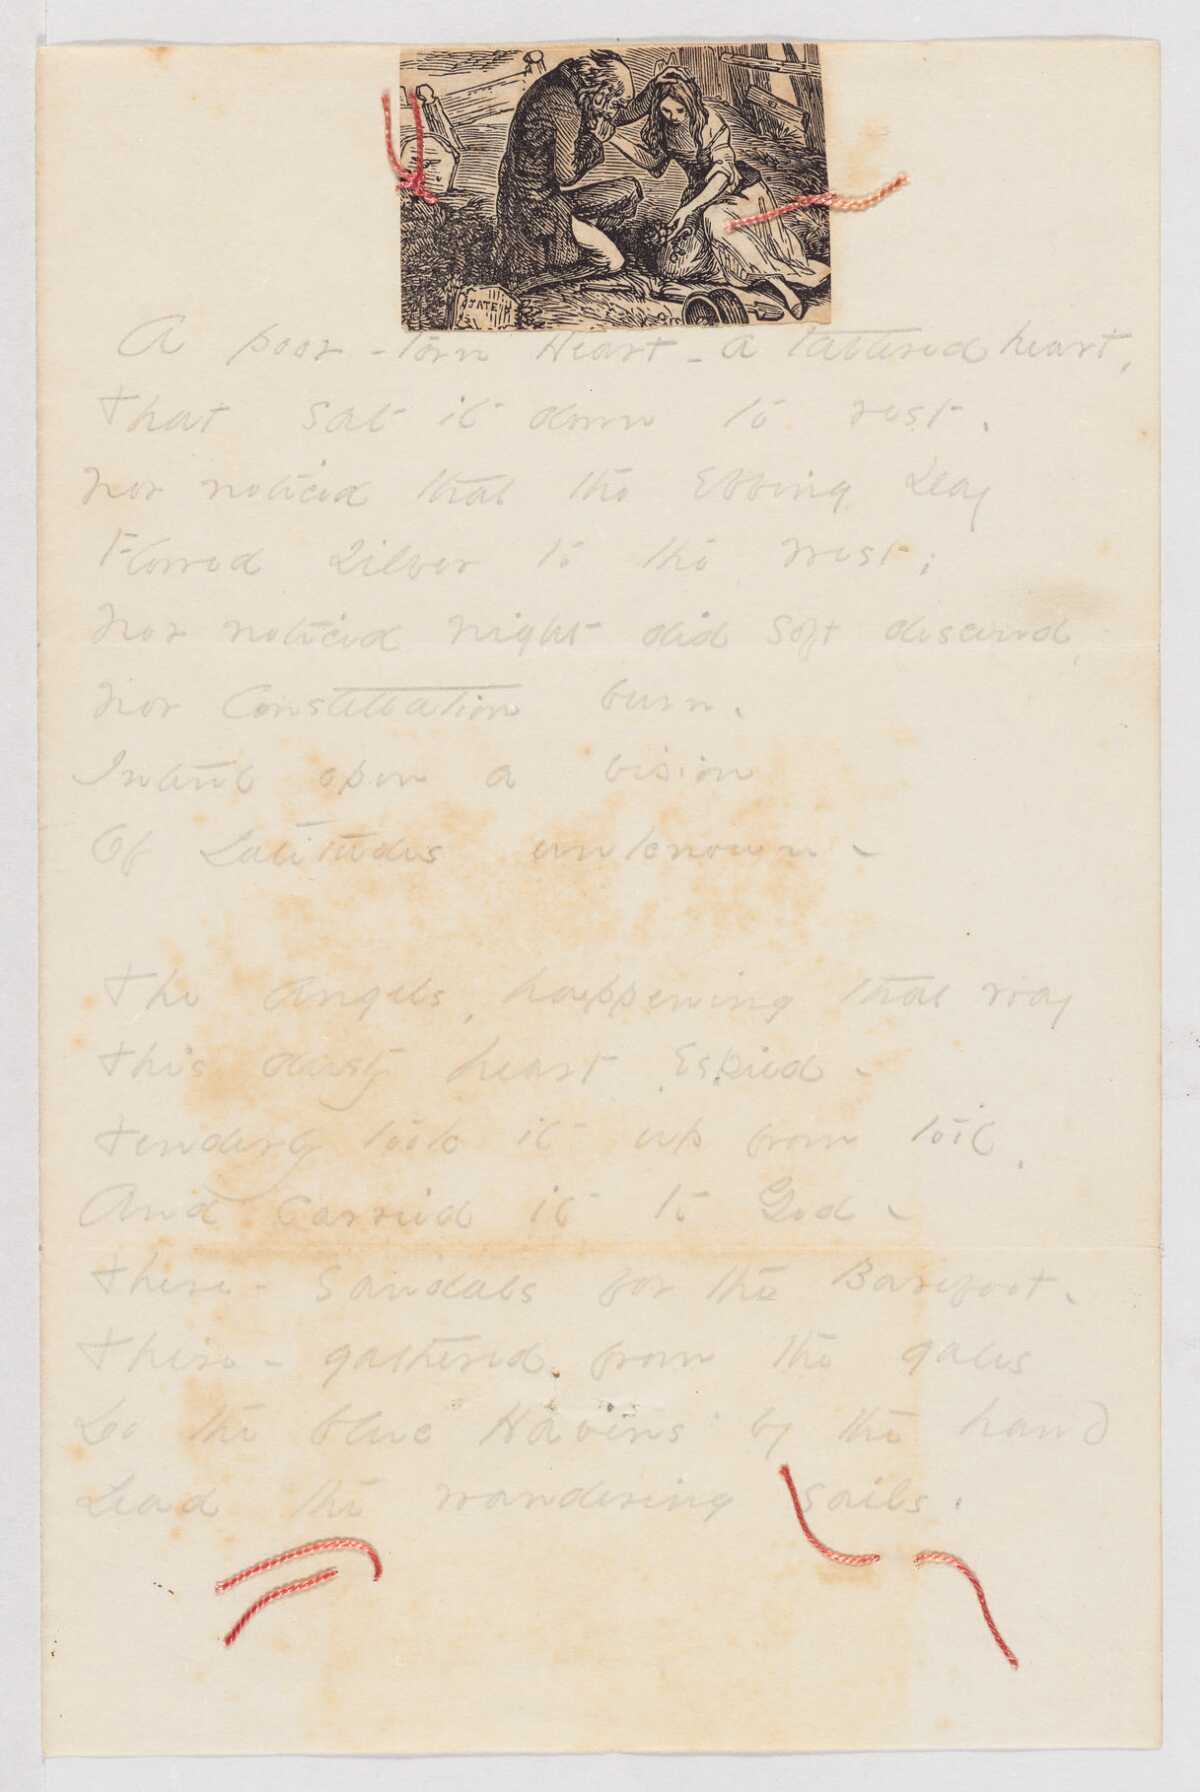 A poor - torn Heart - a tattered heart,
That sat it down to rest.
Nor noticed that the Ebbing Day
Flowed Silver to the West;
Nor noticed night did soft descend,
Nor Constellation burn.
Intent upon a vision
Of Latitudes unknown -
The Angels, happening that way
This dusty heart Espied -
Tenderly took it up from toil,
And carried it to God -
There - Sandals for the Barefoot -
There - gathered from the gales
Do the blue Havens by the hand
Lead the wandering Sails.